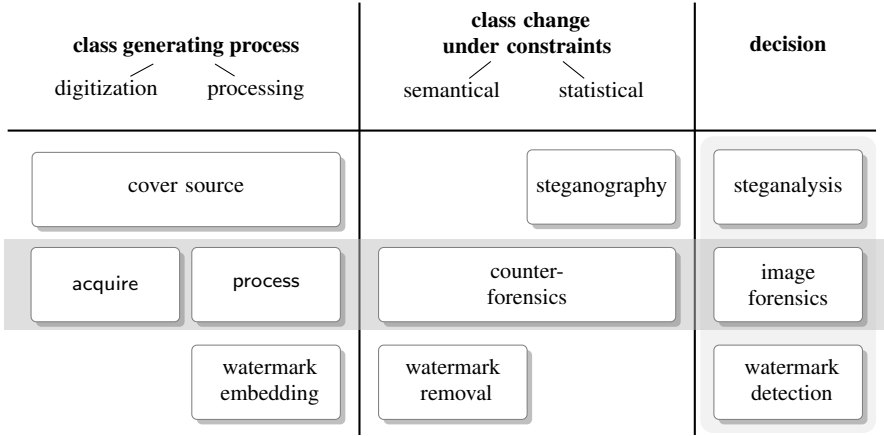 class generating process
digitization processing
class change
under constraints
semantical statistical
decision
cover source
steganography
steganalysis
acquire
process
counter-
forensics
image
forensics
watermark
embedding
watermark
removal
watermark
detection